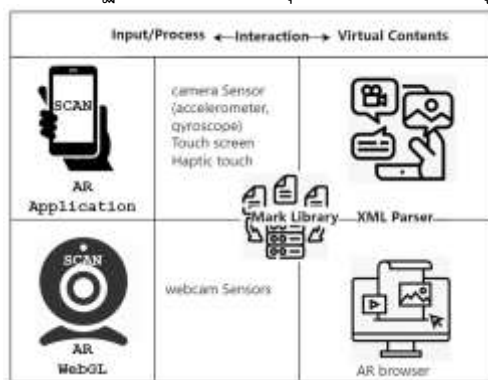 Input/Process ←Interaction→ Virtual Contents
SCAN
AR
Application
camera Sensor
(accelerometer,
gyroscope)
Touch screen
Haptic touch
Mark Library
XML Parser
SCAN
AR
WebGL
webcam Sensors
AR browser